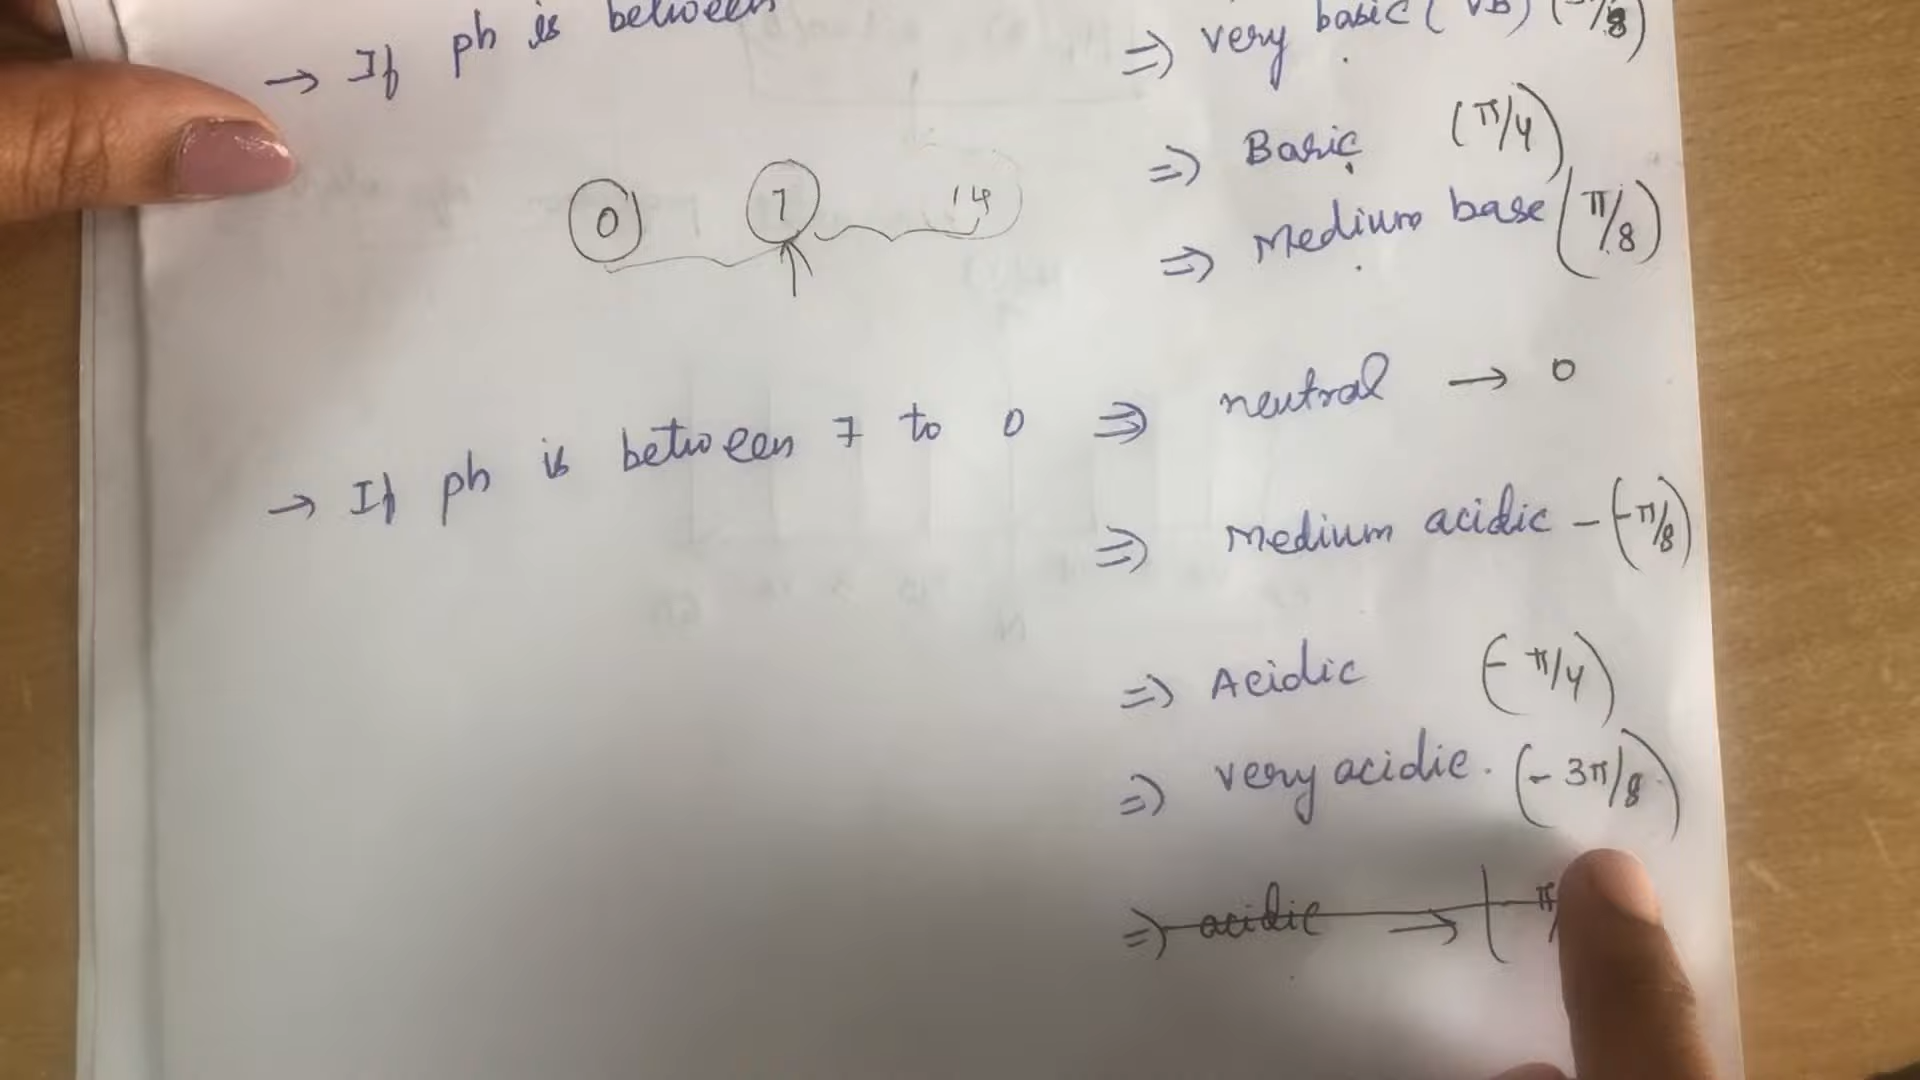 → If ph is between
⇒ very basic (VB) (
⇒ Basic (π/4)
⇒ Medium base (π/8)
0 7 14
→ If ph is between 7 to 0 ⇒ neutral → 0
⇒ Medium acidic - (-π/8)
⇒ Acidic (-π/4)
⇒ very acidic. (-3π/8)
⇒ acidic → (